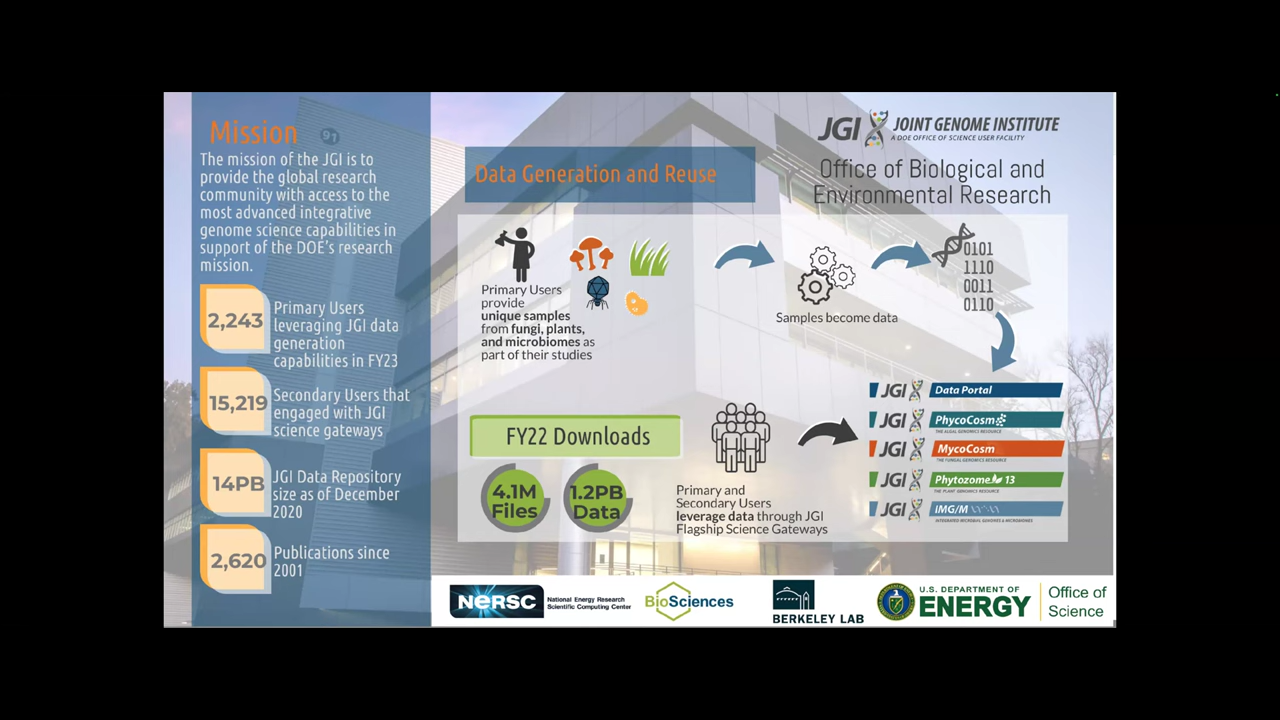 Mission
91
The mission of the JGI is to
provide the global research
community with access to the
most advanced integrative
genome science capabilities in
support of the DOE's research
mission.
2,243
Primary Users
leveraging JGI data
generation
capabilities in FY23
15,219
Secondary Users that
engaged with JGI
science gateways
14PB
JGI Data Repository
size as of December
2020
2,620
Publications since
2001
Data Generation and Reuse
JGI JOINT GENOME INSTITUTE
A DOE OFFICE OF SCIENCE USER FACILITY
Office of Biological and
Environmental Research
Primary Users
provide
unique samples
from fungi, plants,
and microbiomes as
part of their studies
Samples become data
0101
1110
0011
0110
FY22 Downloads
4.1M
Files
1.2PB
Data
Primary and
Secondary Users
leverage data through JGI
Flagship Science Gateways
JGI Data Portal
JGI PhycoCosm
THE ALGAL GENOMICS RESOURCE
JGI MycoCosm
THE FUNGAL GENOMICS RESOURCE
JGI Phytozome 13
THE PLANT GENOMICS RESOURCE
JGI IMG/M
INTEGRATED MICROBIAL GENOMES & MICROBIOMES
NERSC
National Energy Research
Scientific Computing Center
BioSciences
BERKELEY LAB
U.S. DEPARTMENT OF
ENERGY
Office of
Science